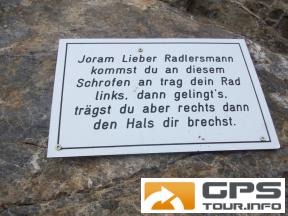 Joram Lieber Radlersmann
kommst du an diesem
Schrofen an trag dein Rad
links, dann gelingt's,
trägst du aber rechts dann
den Hals dir brechst.
GPS
TOUR.INFO